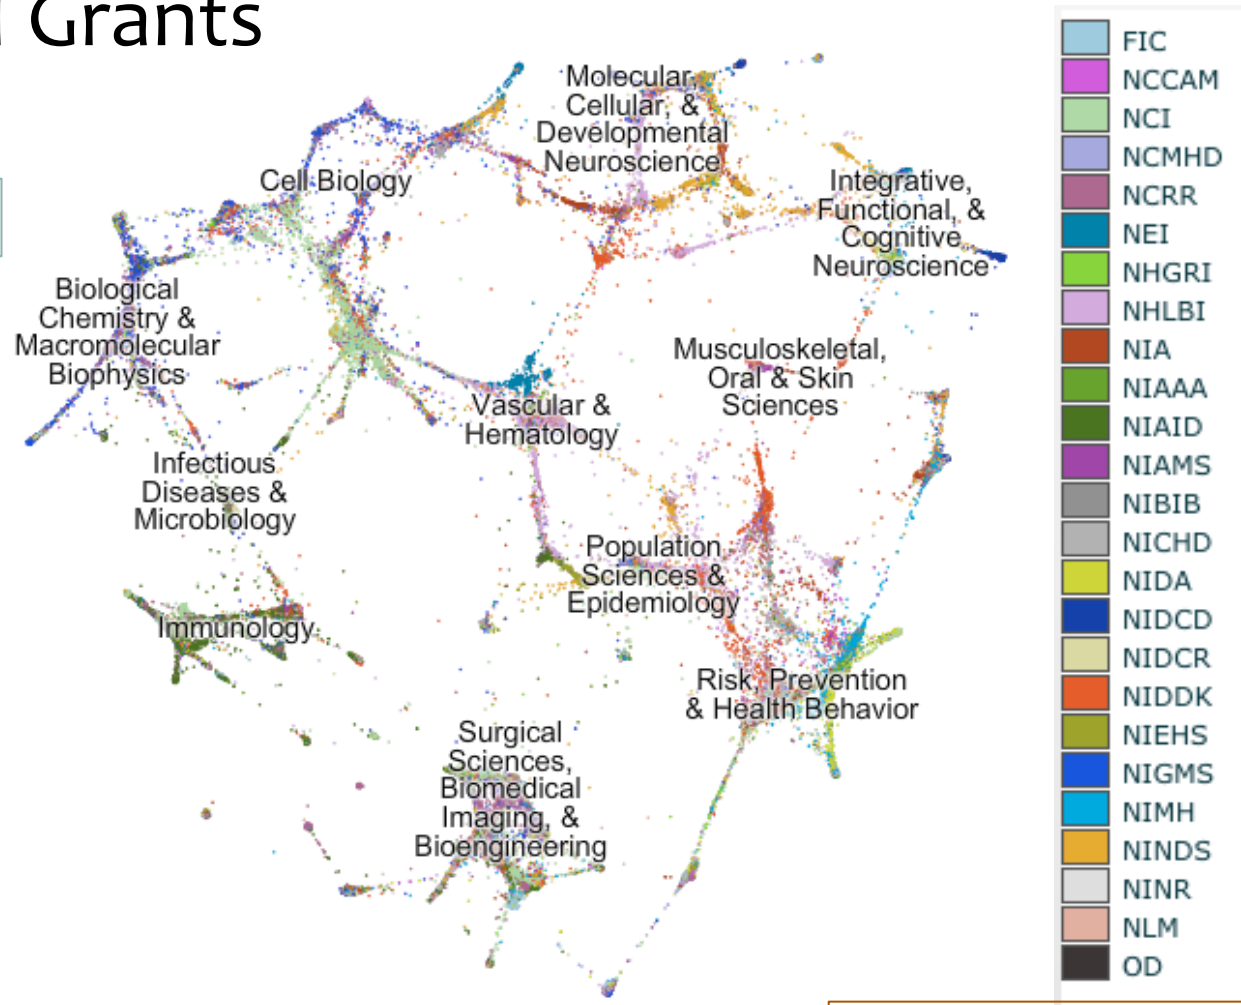 Grants
Molecular,
Cellular, &
Developmental
Neuroscience
Cell Biology
Integrative,
Functional, &
Cognitive
Neuroscience
Biological
Chemistry &
Macromolecular
Biophysics
Musculoskeletal,
Oral & Skin
Sciences
Vascular &
Hematology
Infectious
Diseases &
Microbiology
Population
Sciences &
Epidemiology
Immunology
Risk, Prevention
& Health Behavior
Surgical
Sciences,
Biomedical
Imaging, &
Bioengineering
FIC
NCCAM
NCI
NCMHD
NCRR
NEI
NHGRI
NHLBI
NIA
NIAAA
NIAID
NIAMS
NIBIB
NICHD
NIDA
NIDCD
NIDCR
NIDDK
NIEHS
NIGMS
NIMH
NINDS
NINR
NLM
OD